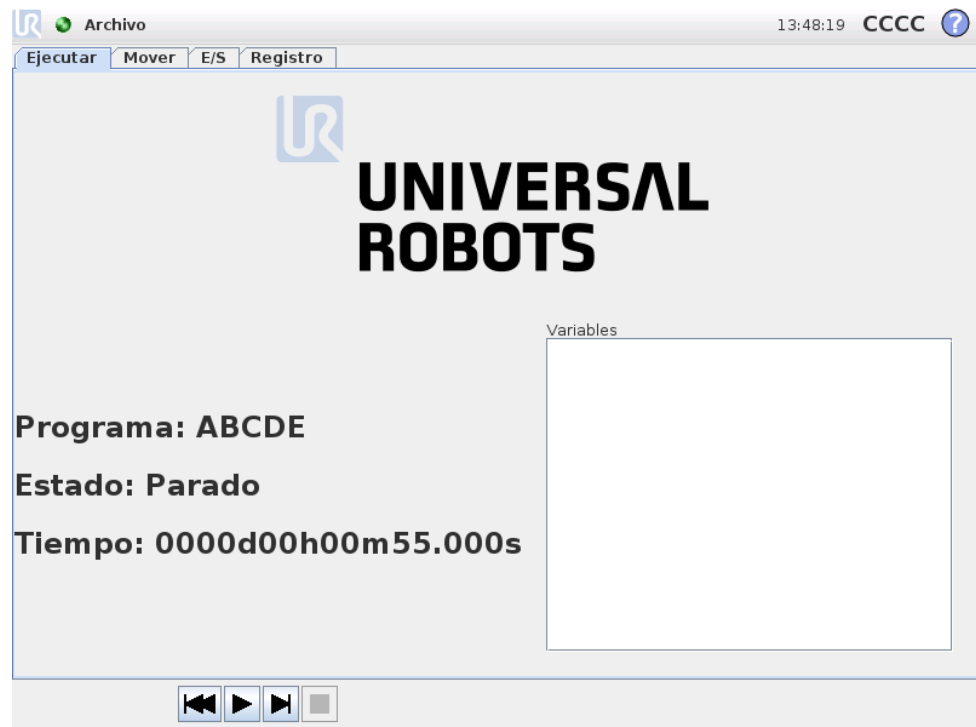 Archivo 13:48:19 CCCC ?
Ejecutar Mover E/S Registro
UNIVERSAL
ROBOTS
Variables
Programa: ABCDE
Estado: Parado
Tiempo: 0000d00h00m55.000s